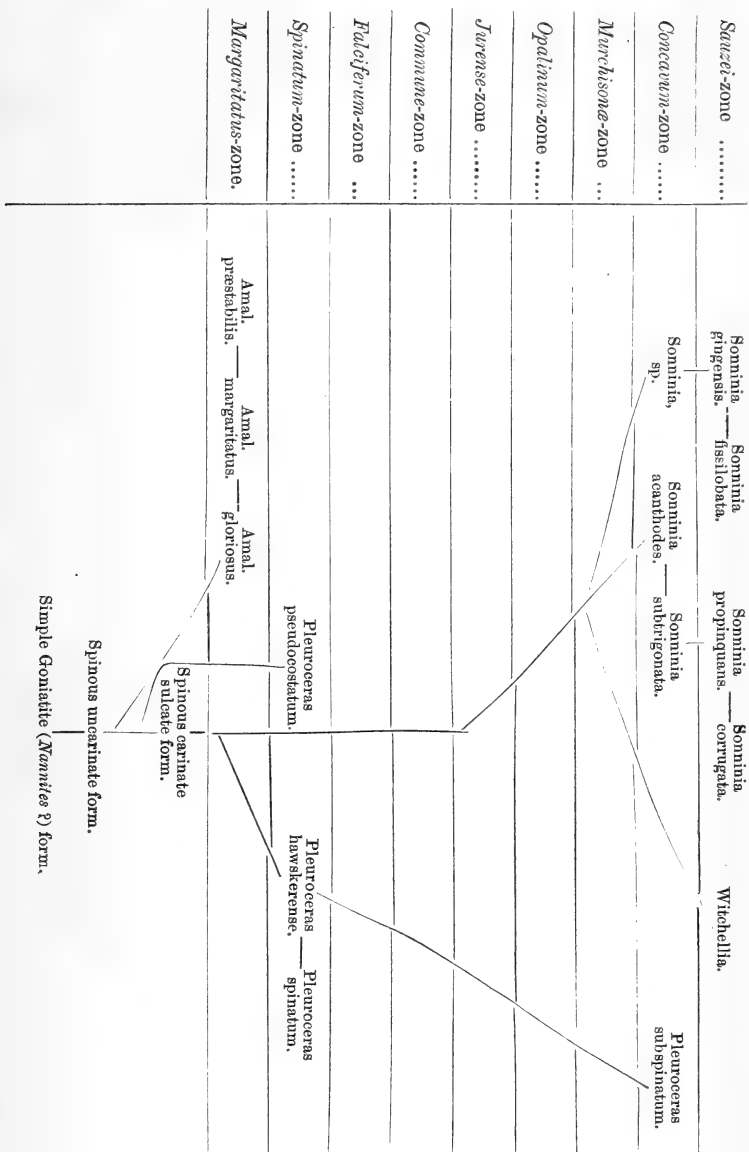 Sauzei-zone .........
Sonninia
gingensis.
Sonninia
fissilobata.
Sonninia
propinquans.
Sonninia
corrugata.
Witchellia.
Concavum-zone ......
Sonninia,
sp.
Sonninia
acanthodes.
Sonninia
subtrigonata.
Pleuroceras
subspinatum.
Murchisonæ-zone ...
Opalinum-zone ......
Jurense-zone .........
Commune-zone ......
Falciferum-zone ...
Spinatum-zone ......
Pleuroceras
pseudocostatum.
Pleuroceras
hawskerense.
Pleuroceras
spinatum.
Margaritatus-zone.
Amal.
præstabilis.
Amal.
margaritatus.
Amal.
gloriosus.
Spinous carinate
sulcate form.
Spinous uncarinate form.
Simple Goniatite (Nannites ?) form.